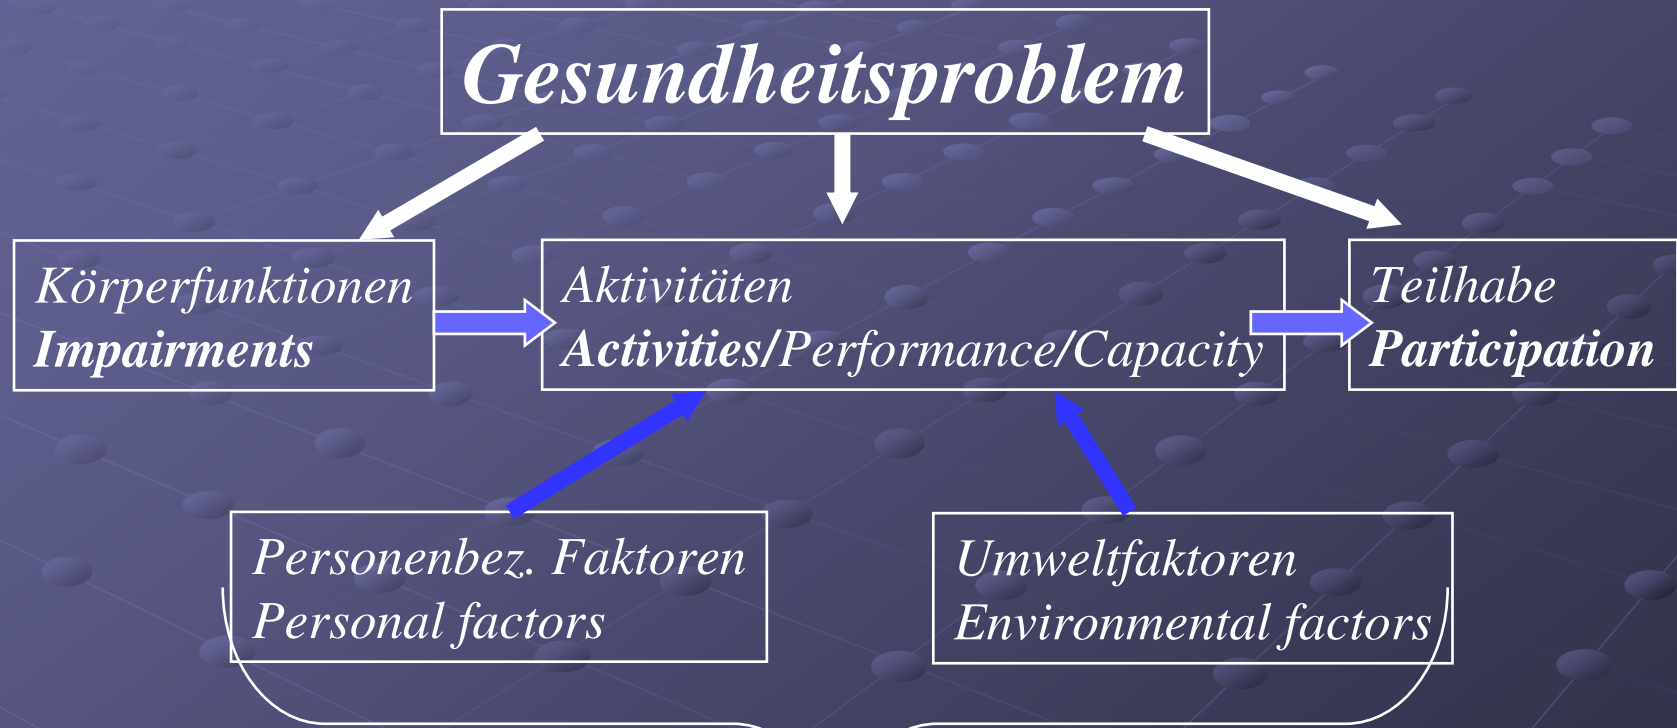 Gesundheitsproblem
Körperfunktionen
Impairments
Aktivitäten
Activities/Performance/Capacity
Teilhabe
Participation
Personenbez. Faktoren
Personal factors
Umweltfaktoren
Environmental factors